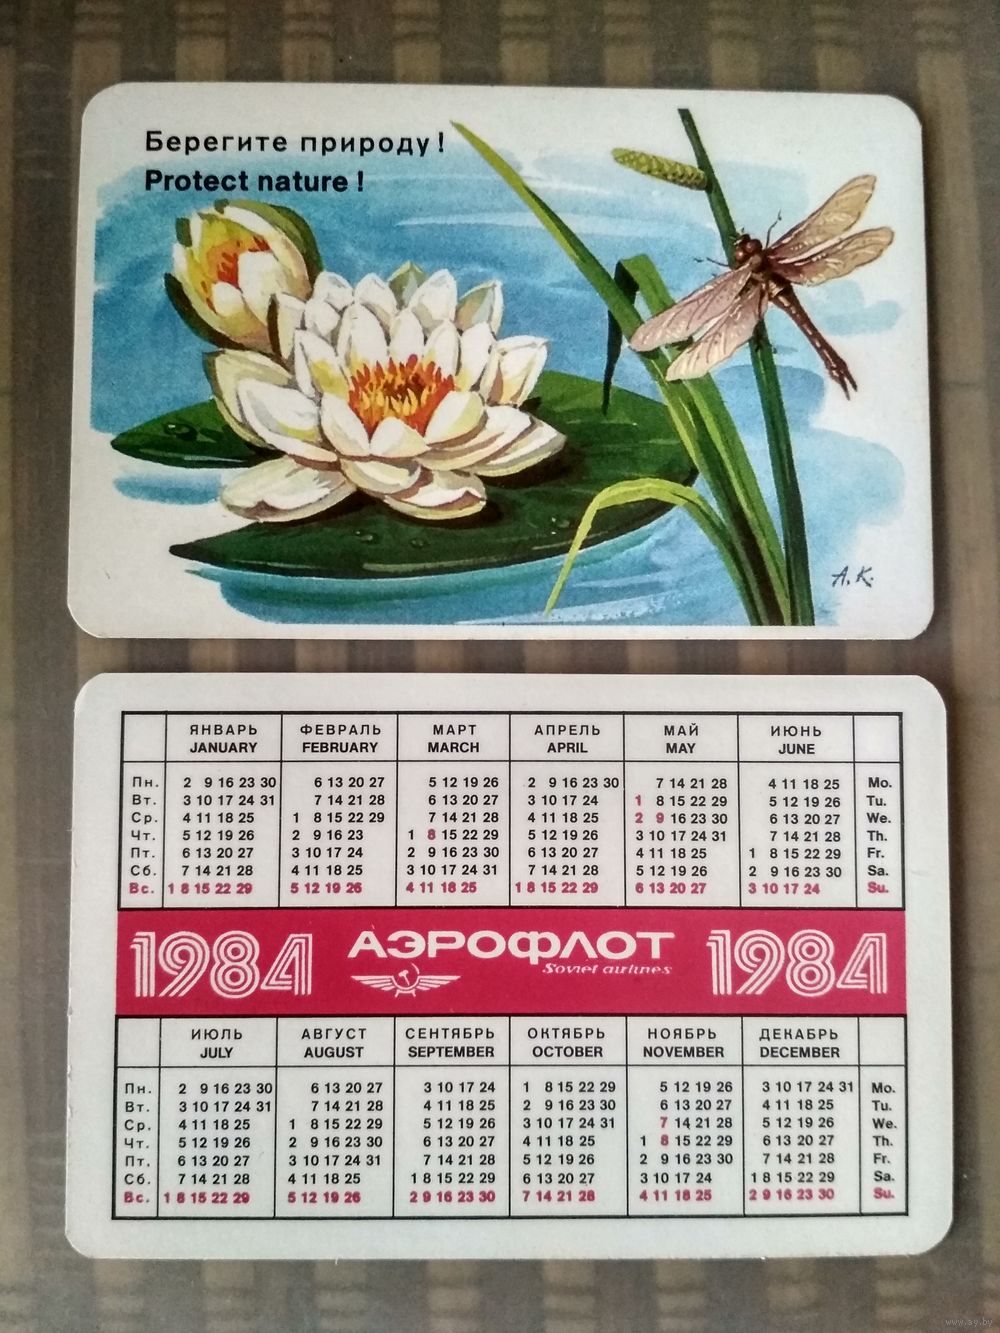 Берегите природу!
Protect nature!
А.К.
ЯНВАРЬ ФЕВРАЛЬ МАРТ АПРЕЛЬ МАЙ ИЮНЬ
JANUARY FEBRUARY MARCH APRIL MAY JUNE
Пн. 2 9 16 23 30 6 13 20 27 5 12 19 26 2 9 16 23 30 7 14 21 28 4 11 18 25 Mo.
Вт. 3 10 17 24 31 7 14 21 28 6 13 20 27 3 10 17 24 1 8 15 22 29 5 12 19 26 Tu.
Ср. 4 11 18 25 1 8 15 22 29 7 14 21 28 4 11 18 25 2 9 16 23 30 6 13 20 27 We.
Чт. 5 12 19 26 2 9 16 23 1 8 15 22 29 5 12 19 26 3 10 17 24 31 7 14 21 28 Th.
Пт. 6 13 20 27 3 10 17 24 2 9 16 23 30 6 13 20 27 4 11 18 25 1 8 15 22 29 Fr.
Сб. 7 14 21 28 4 11 18 25 3 10 17 24 31 7 14 21 28 5 12 19 26 2 9 16 23 30 Sa.
Вс. 1 8 15 22 29 5 12 19 26 4 11 18 25 1 8 15 22 29 6 13 20 27 3 10 17 24 Su.
1984 АЭРОФЛОТ 1984
Soviet airlines
ИЮЛЬ АВГУСТ СЕНТЯБРЬ ОКТЯБРЬ НОЯБРЬ ДЕКАБРЬ
JULY AUGUST SEPTEMBER OCTOBER NOVEMBER DECEMBER
Пн. 2 9 16 23 30 6 13 20 27 3 10 17 24 1 8 15 22 29 5 12 19 26 3 10 17 24 31 Mo.
Вт. 3 10 17 24 31 7 14 21 28 4 11 18 25 2 9 16 23 30 6 13 20 27 4 11 18 25 Tu.
Ср. 4 11 18 25 1 8 15 22 29 5 12 19 26 3 10 17 24 31 7 14 21 28 5 12 19 26 We.
Чт. 5 12 19 26 2 9 16 23 30 6 13 20 27 4 11 18 25 1 8 15 22 29 6 13 20 27 Th.
Пт. 6 13 20 27 3 10 17 24 31 7 14 21 28 5 12 19 26 2 9 16 23 30 7 14 21 28 Fr.
Сб. 7 14 21 28 4 11 18 25 1 8 15 22 29 6 13 20 27 3 10 17 24 1 8 15 22 29 Sa.
Вс. 1 8 15 22 29 5 12 19 26 2 9 16 23 30 7 14 21 28 4 11 18 25 2 9 16 23 30 Su.
www.ay.by